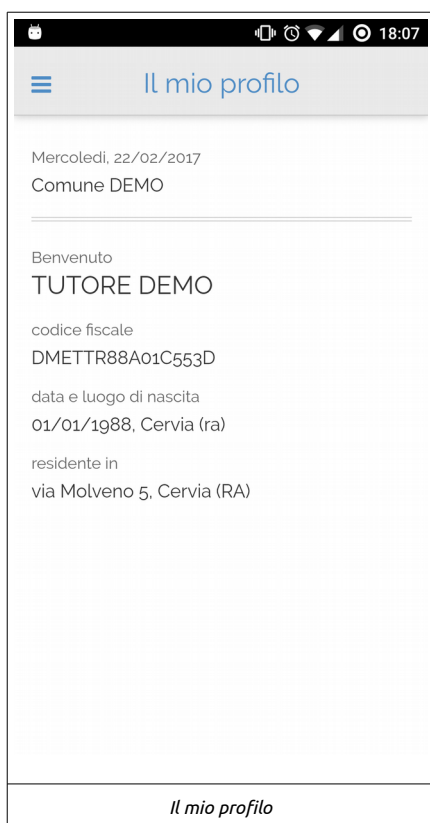 18:07
Il mio profilo
Mercoledì, 22/02/2017
Comune DEMO
Benvenuto
TUTORE DEMO
codice fiscale
DMETTR88A01C553D
data e luogo di nascita
01/01/1988, Cervia (ra)
residente in
via Molveno 5, Cervia (RA)
Il mio profilo